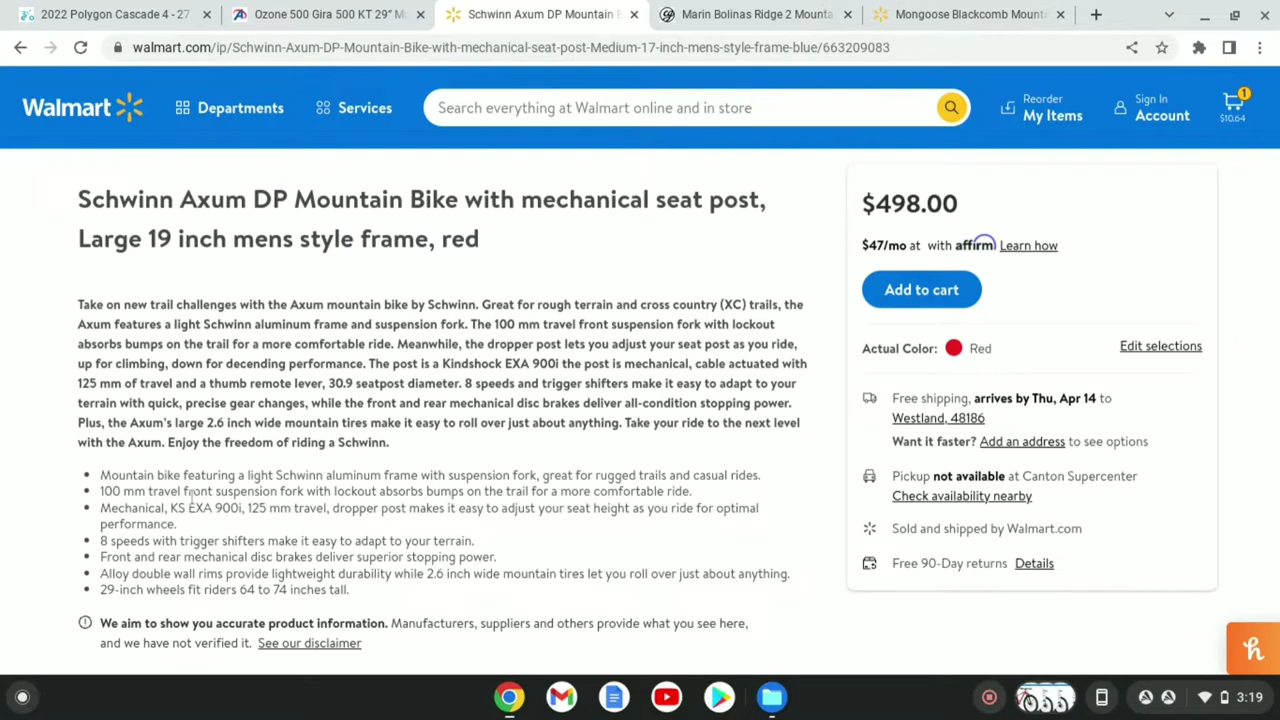 2022 Polygon Cascade 4 - 27
Ozone 500 Gira 500 KT 29" M
Schwinn Axum DP Mountain B
Marin Bolinas Ridge 2 Mounta
Mongoose Blackcomb Mount
walmart.com/ip/Schwinn-Axum-DP-Mountain-Bike-with-mechanical-seat-post-Medium-17-inch-mens-style-frame-blue/663209083
Walmart
Departments
Services
Search everything at Walmart online and in store
Reorder
My Items
Sign In
Account
1
$10.64
Schwinn Axum DP Mountain Bike with mechanical seat post,
Large 19 inch mens style frame, red
Take on new trail challenges with the Axum mountain bike by Schwinn. Great for rough terrain and cross country (XC) trails, the
Axum features a light Schwinn aluminum frame and suspension fork. The 100 mm travel front suspension fork with lockout
absorbs bumps on the trail for a more comfortable ride. Meanwhile, the dropper post lets you adjust your seat post as you ride,
up for climbing, down for decending performance. The post is a Kindshock EXA 900i the post is mechanical, cable actuated with
125 mm of travel and a thumb remote lever, 30.9 seatpost diameter. 8 speeds and trigger shifters make it easy to adapt to your
terrain with quick, precise gear changes, while the front and rear mechanical disc brakes deliver all-condition stopping power.
Plus, the Axum's large 2.6 inch wide mountain tires make it easy to roll over just about anything. Take your ride to the next level
with the Axum. Enjoy the freedom of riding a Schwinn.
Mountain bike featuring a light Schwinn aluminum frame with suspension fork, great for rugged trails and casual rides.
100 mm travel front suspension fork with lockout absorbs bumps on the trail for a more comfortable ride.
Mechanical, KS EXA 900i, 125 mm travel, dropper post makes it easy to adjust your seat height as you ride for optimal
performance.
8 speeds with trigger shifters make it easy to adapt to your terrain.
Front and rear mechanical disc brakes deliver superior stopping power.
Alloy double wall rims provide lightweight durability while 2.6 inch wide mountain tires let you roll over just about anything.
29-inch wheels fit riders 64 to 74 inches tall.
We aim to show you accurate product information. Manufacturers, suppliers and others provide what you see here,
and we have not verified it. See our disclaimer
$498.00
$47/mo at with affirm Learn how
Add to cart
Actual Color: Red
Edit selections
Free shipping, arrives by Thu, Apr 14 to
Westland, 48186
Want it faster? Add an address to see options
Pickup not available at Canton Supercenter
Check availability nearby
Sold and shipped by Walmart.com
Free 90-Day returns Details
h
3:19